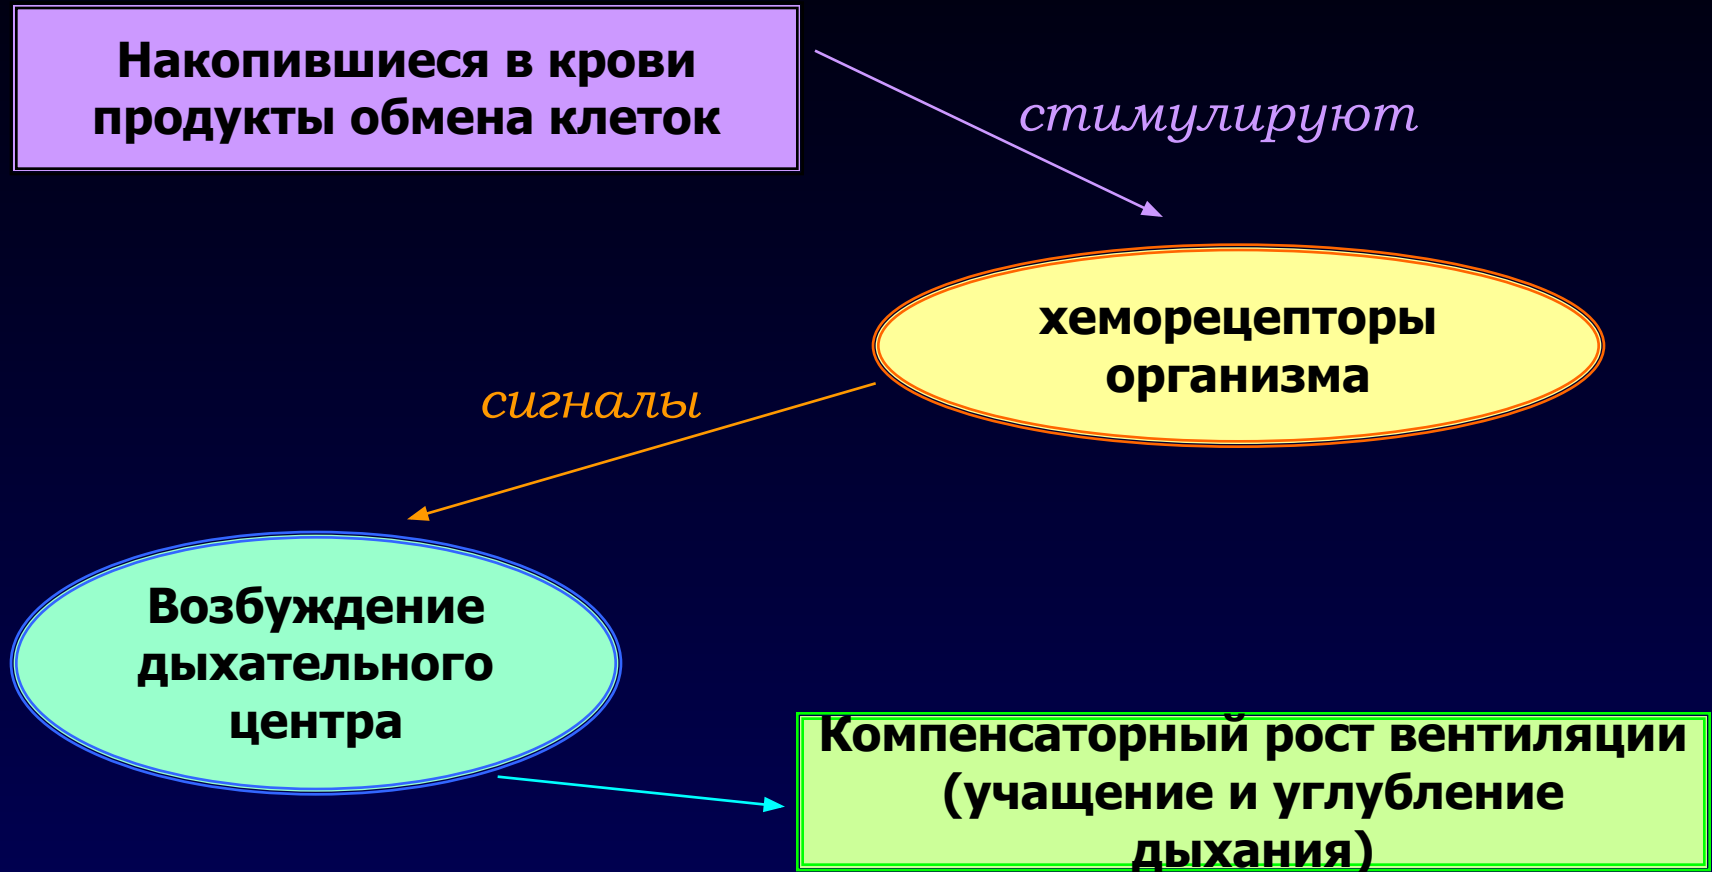 Накопившиеся в крови
продукты обмена клеток
стимулируют
хеморецепторы
организма
сигналы
Возбуждение
дыхательного
центра
Компенсаторный рост вентиляции
(учащение и углубление
дыхания)